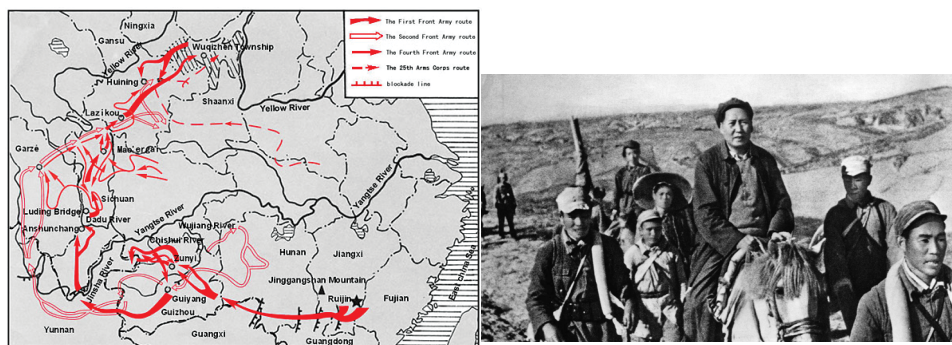 The First Front Army route
The Second Front Army route
The Fourth Front Army route
The 25th Arms Corps route
blockade line
Ningxia
Gansu
Wuqizhen Township
Yellow River
Huining
Shaanxi
Yellow River
Lazikou
Garzê
Mao'ergai
Sichuan
Luding Bridge
Dadu River
Anshunchang
Yangtse River
Yangtse River
Wujiang River
Chishui River
Zunyi
Hunan
Jiangxi
East China Sea
Jinsha River
Jinggangshan Mountain
Guiyang
Ruijin
Fujian
Guizhou
Yunnan
Guangxi
Guangdong